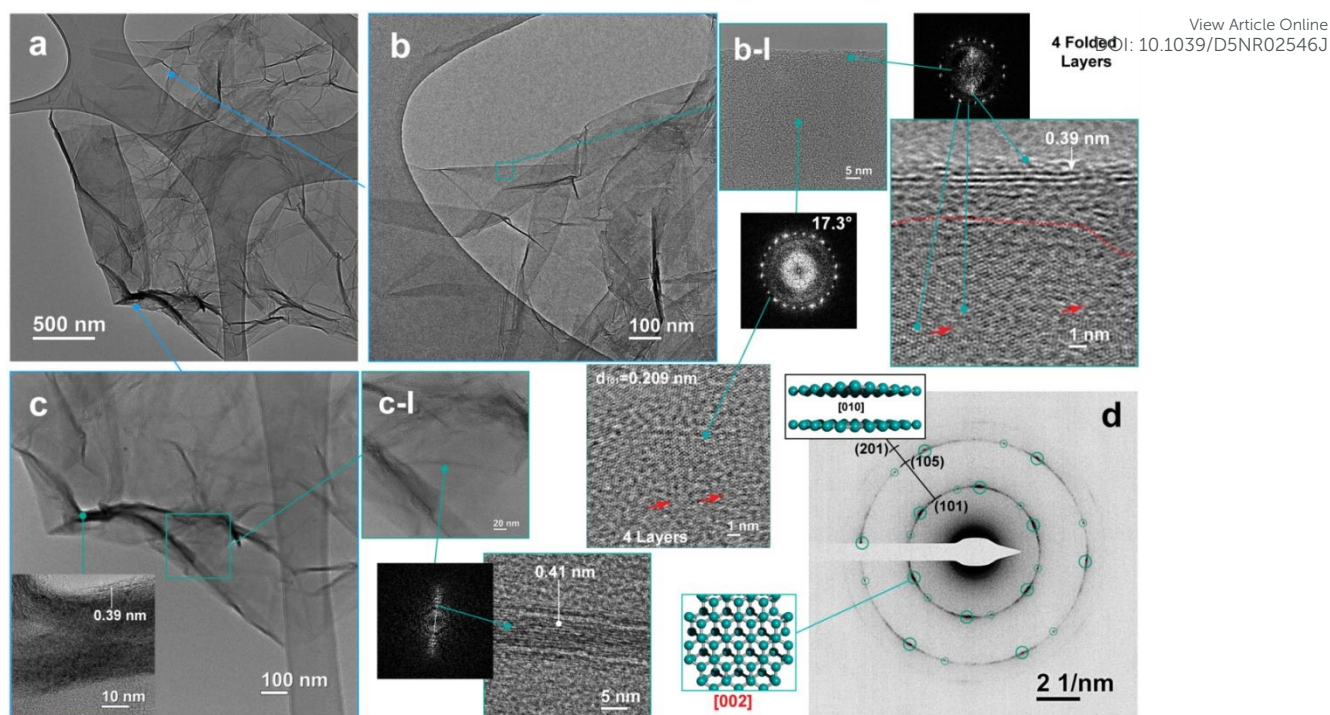 View Article Online
DOI: 10.1039/D5NR02546J
a
500 nm
b
100 nm
b-I
5 nm
4 Folded
Layers
0.39 nm
1 nm
17.3°
c
0.39 nm
10 nm
100 nm
c-I
20 nm
d₁₀₁=0.209 nm
4 Layers
1 nm
0.41 nm
5 nm
[010]
d
(201)
(105)
(101)
[002]
2 1/nm